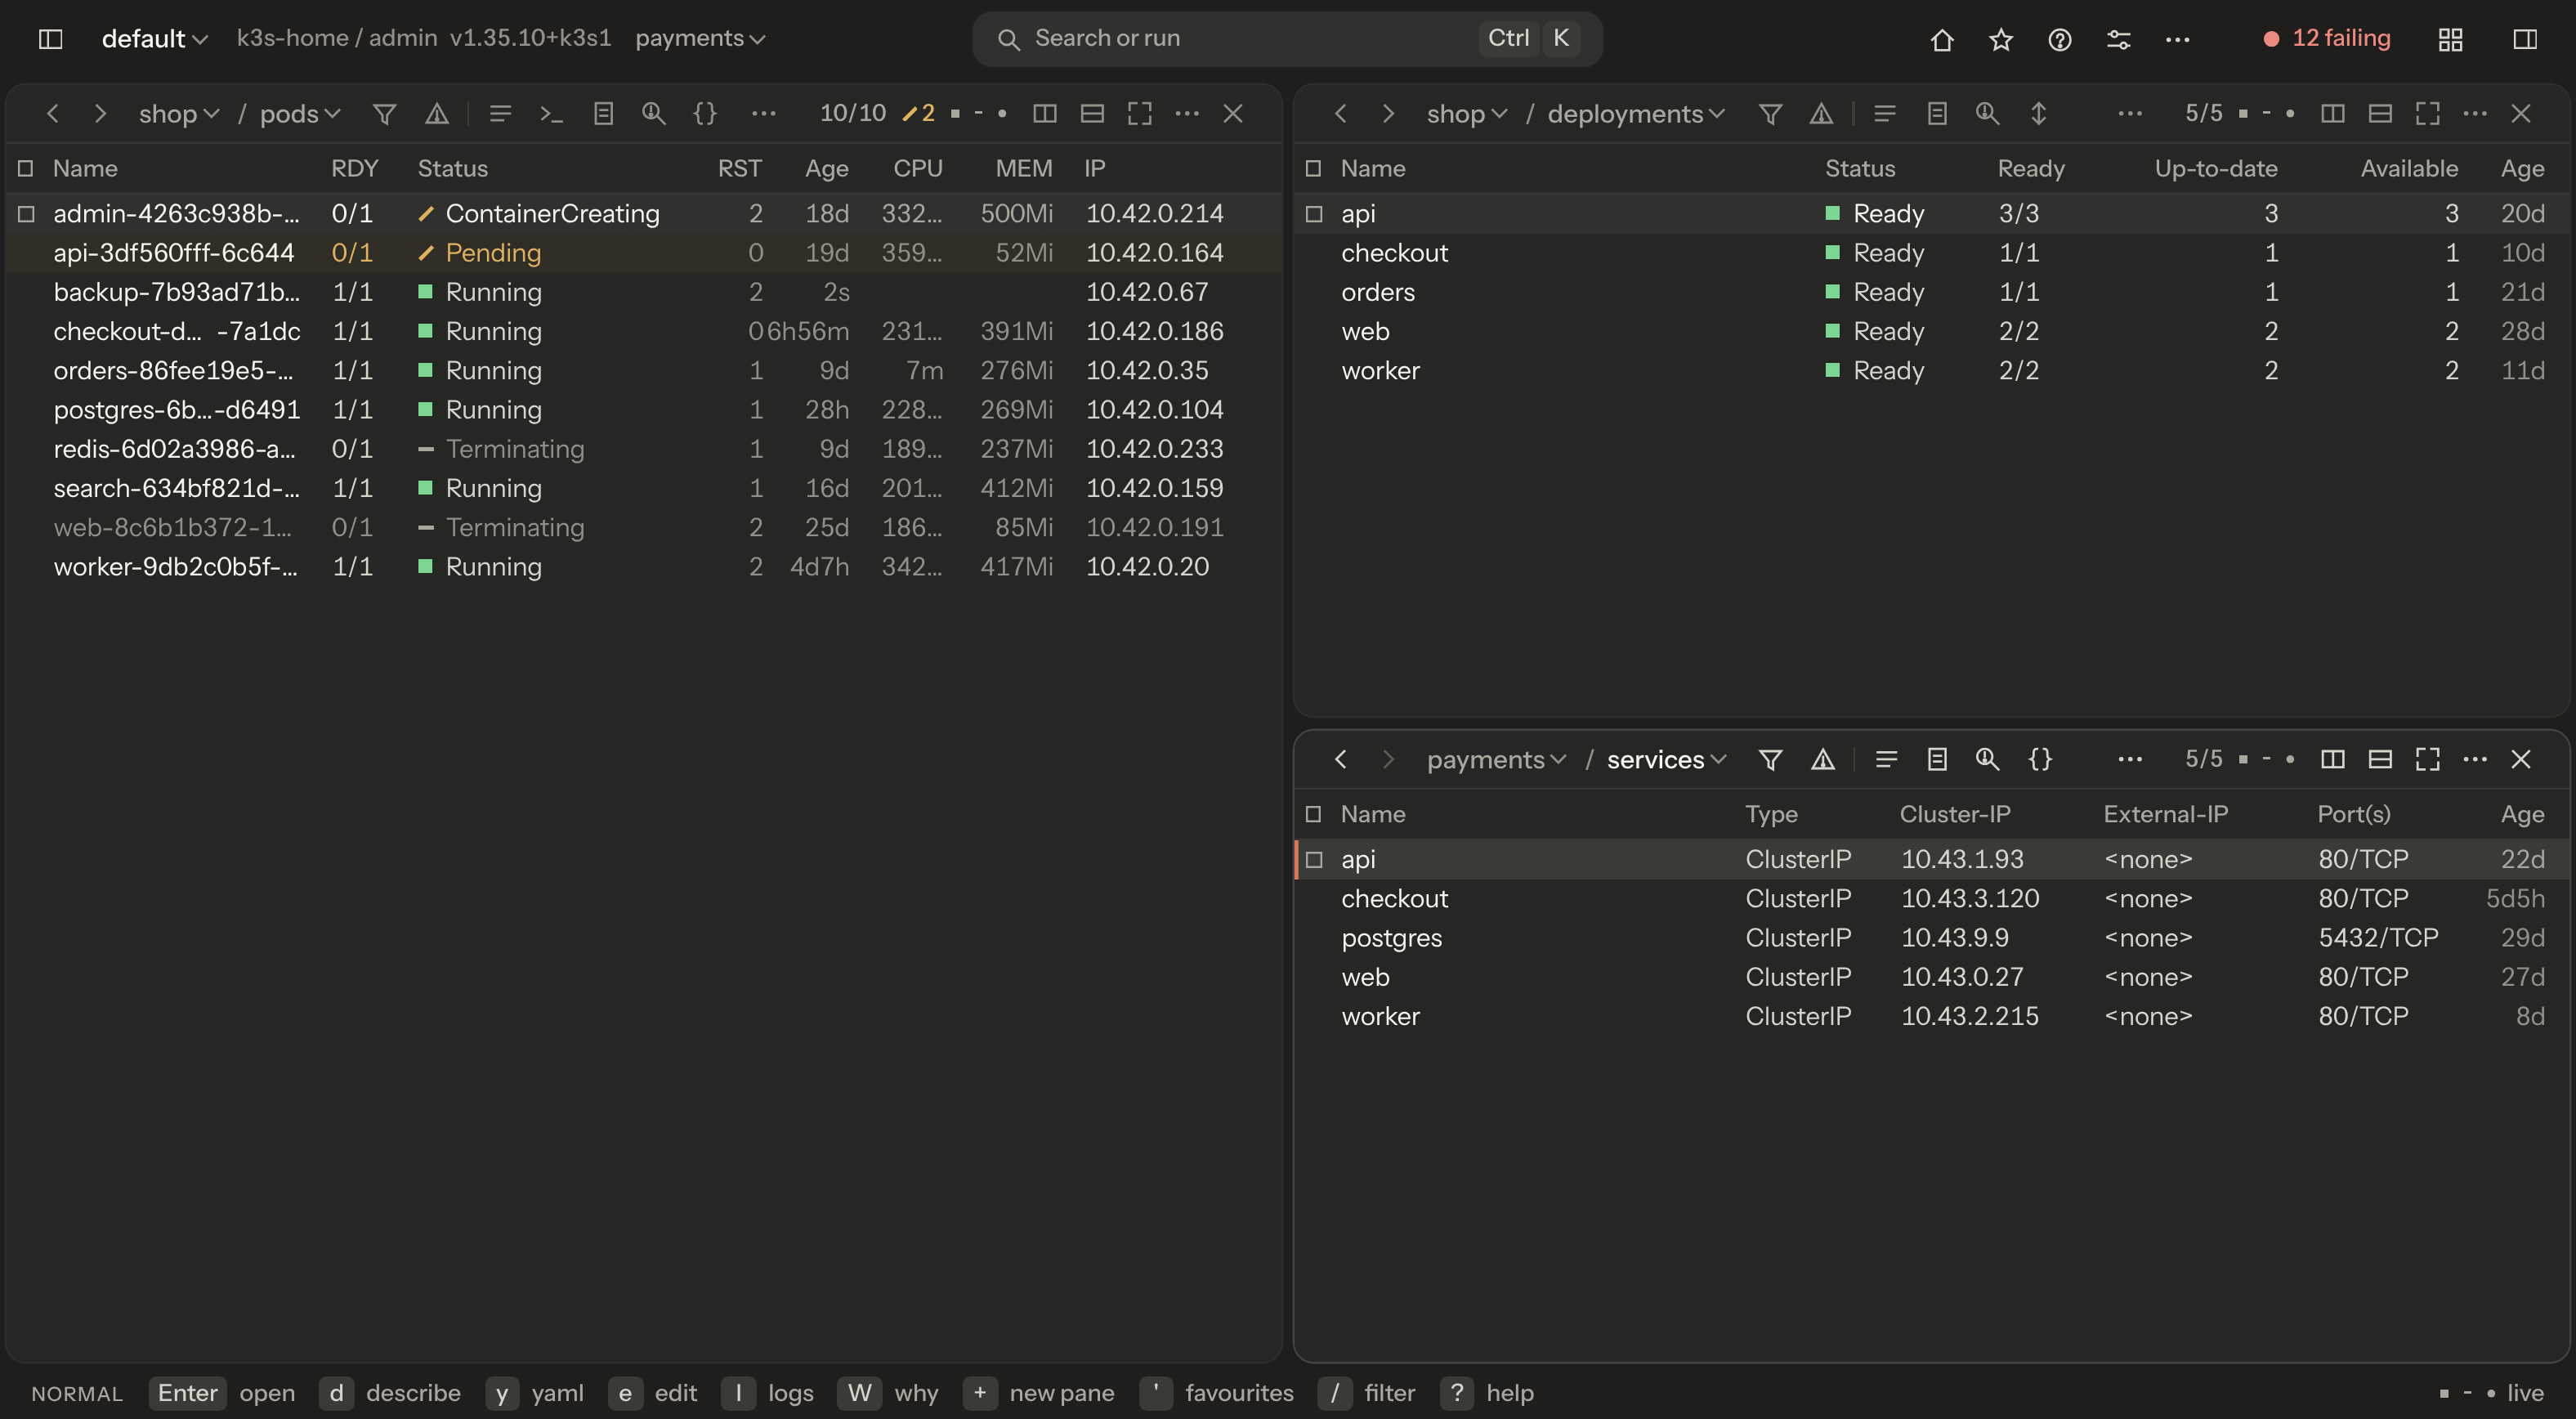 default k3s-home / admin v1.35.10+k3s1 payments Search or run Ctrl K 12 failing
shop / pods 10/10 2
Name RDY Status RST Age CPU MEM IP
admin-4263c938b-... 0/1 ContainerCreating 2 18d 332... 500Mi 10.42.0.214
api-3df560fff-6c644 0/1 Pending 0 19d 359... 52Mi 10.42.0.164
backup-7b93ad71b... 1/1 Running 2 2s 10.42.0.67
checkout-d... -7a1dc 1/1 Running 0 6h56m 231... 391Mi 10.42.0.186
orders-86fee19e5-... 1/1 Running 1 9d 7m 276Mi 10.42.0.35
postgres-6b...-d6491 1/1 Running 1 28h 228... 269Mi 10.42.0.104
redis-6d02a3986-a... 0/1 Terminating 1 9d 189... 237Mi 10.42.0.233
search-634bf821d-... 1/1 Running 1 16d 201... 412Mi 10.42.0.159
web-8c6b1b372-1... 0/1 Terminating 2 25d 186... 85Mi 10.42.0.191
worker-9db2c0b5f-... 1/1 Running 2 4d7h 342... 417Mi 10.42.0.20
shop / deployments 5/5
Name Status Ready Up-to-date Available Age
api Ready 3/3 3 3 20d
checkout Ready 1/1 1 1 10d
orders Ready 1/1 1 1 21d
web Ready 2/2 2 2 28d
worker Ready 2/2 2 2 11d
payments / services 5/5
Name Type Cluster-IP External-IP Port(s) Age
api ClusterIP 10.43.1.93 <none> 80/TCP 22d
checkout ClusterIP 10.43.3.120 <none> 80/TCP 5d5h
postgres ClusterIP 10.43.9.9 <none> 5432/TCP 29d
web ClusterIP 10.43.0.27 <none> 80/TCP 27d
worker ClusterIP 10.43.2.215 <none> 80/TCP 8d
NORMAL Enter open d describe y yaml e edit l logs W why + new pane ' favourites / filter ? help live